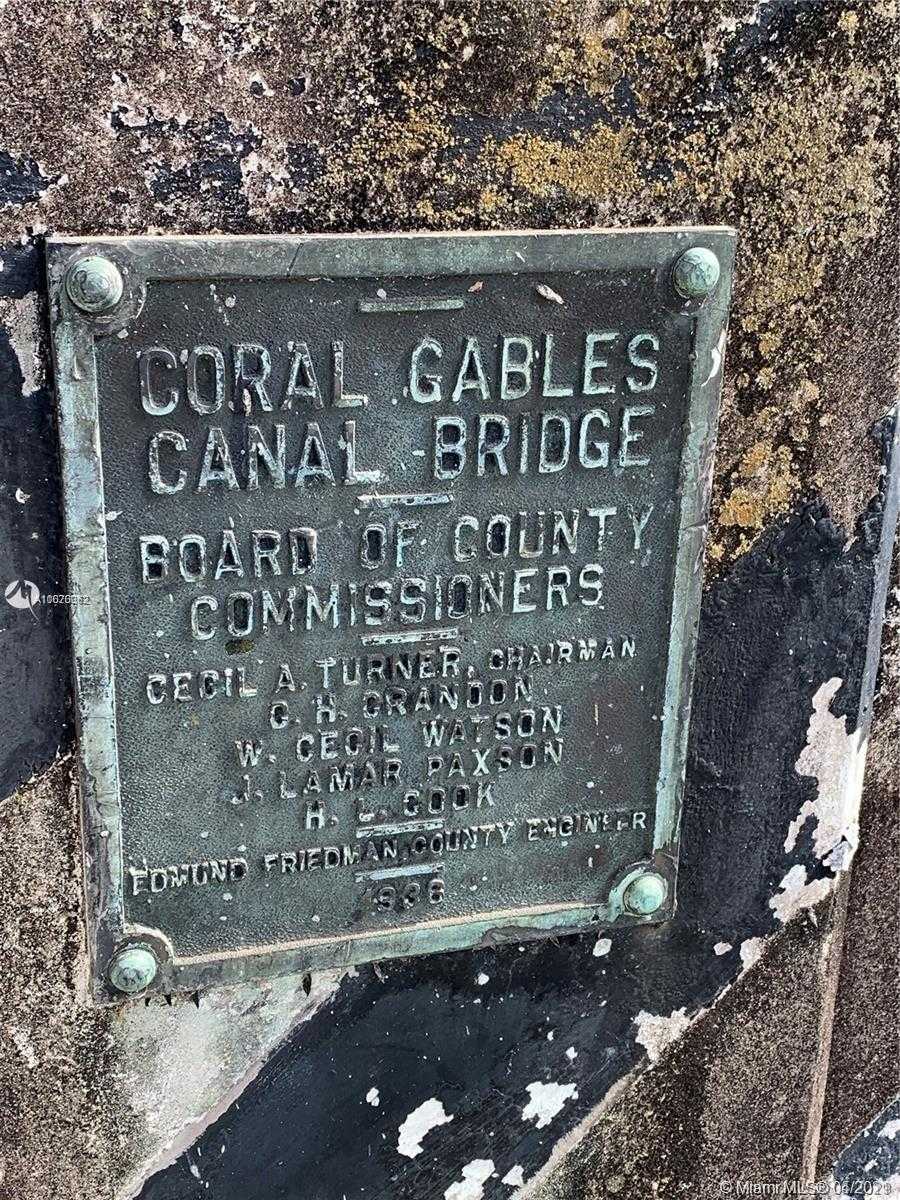 CORAL GABLES
CANAL BRIDGE
BOARD OF COUNTY
COMMISSIONERS
CECIL A. TURNER, CHAIRMAN
C. H. CRANDON
W. CECIL WATSON
J. LAMAR PAXSON
H. L. COOK
EDMUND FRIEDMAN, COUNTY ENGINEER
1938
© Miami MLS®